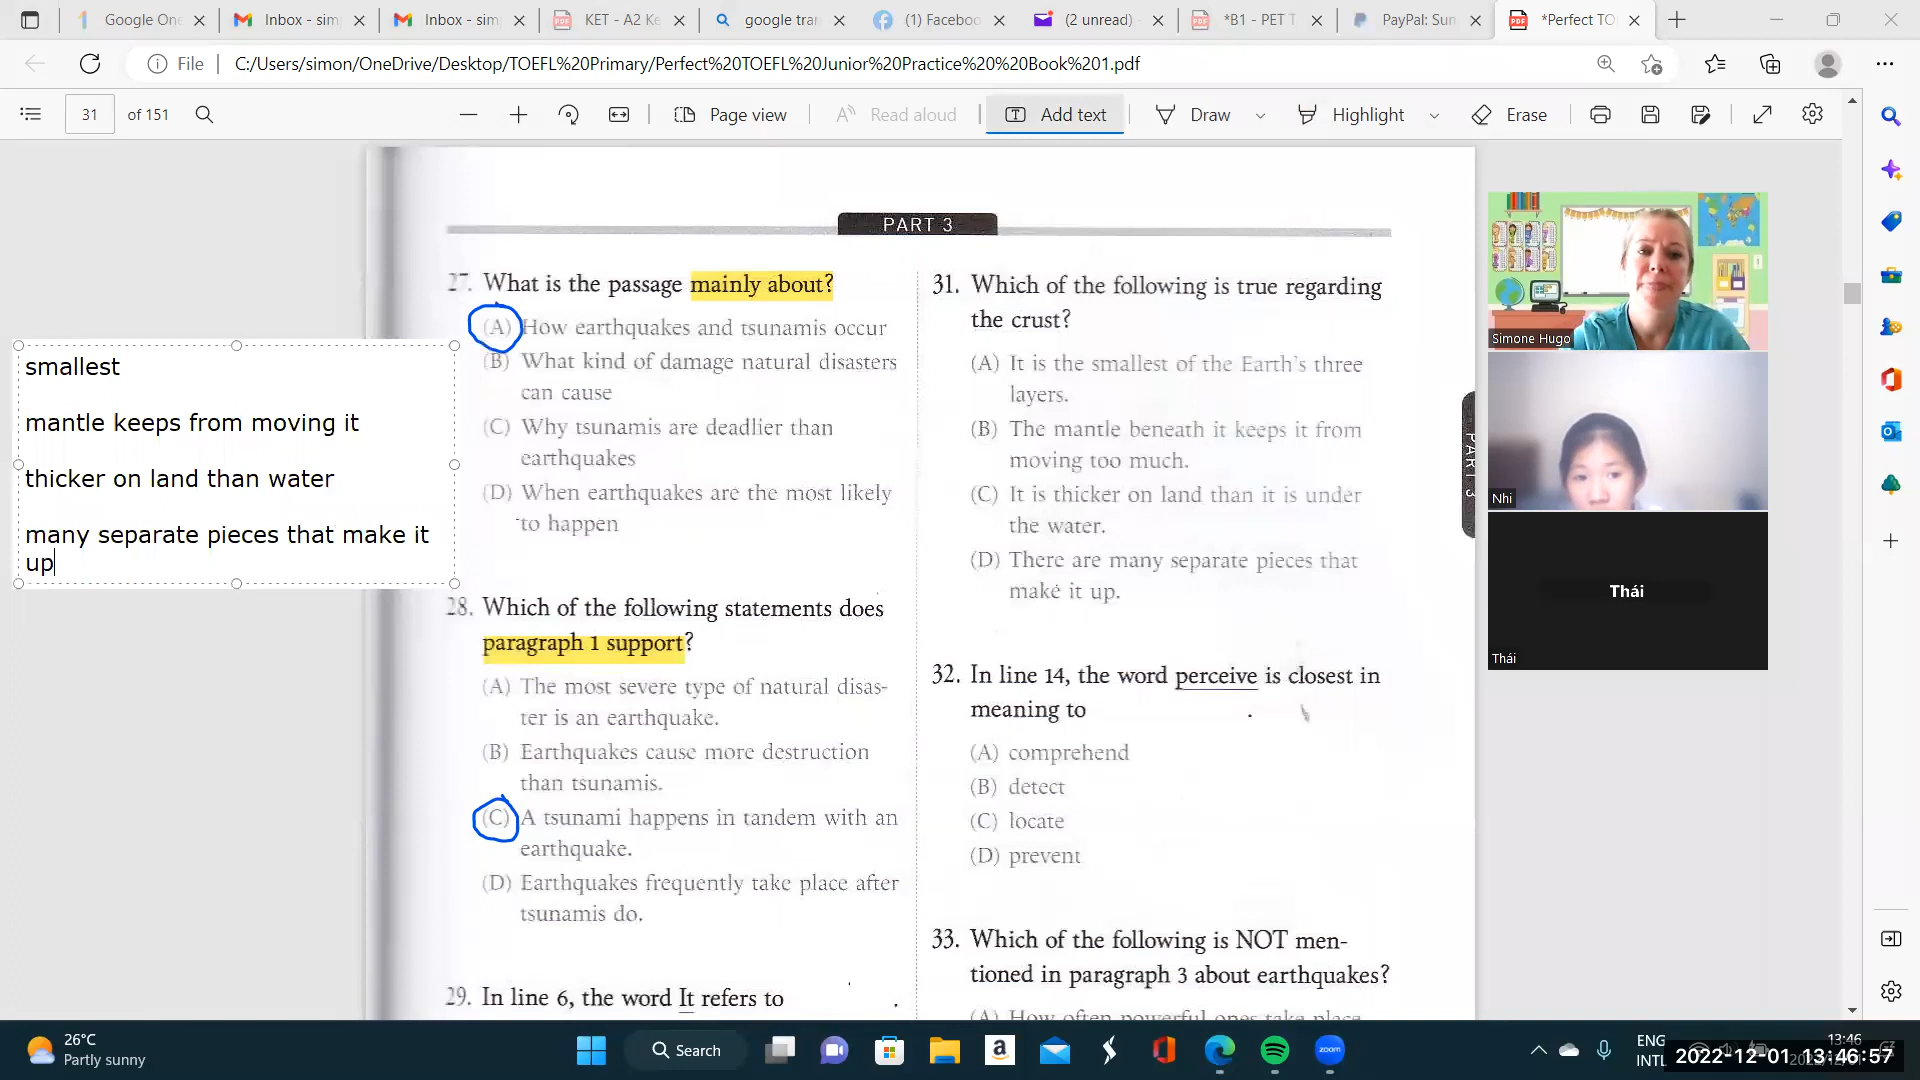 Google One
Inbox - sim
Inbox - sim
KET - A2 Ke
google tran
(1) Faceboo
(2 unread)
*B1 - PET T
PayPal: Sun
*Perfect TO
File
C:/Users/simon/OneDrive/Desktop/TOEFL%20Primary/Perfect%20TOEFL%20Junior%20Practice%20%20Book%201.pdf
31 of 151
Page view
Read aloud
Add text
Draw
Highlight
Erase
PART 3
27. What is the passage mainly about?
(A) How earthquakes and tsunamis occur
(B) What kind of damage natural disasters
can cause
(C) Why tsunamis are deadlier than
earthquakes
(D) When earthquakes are the most likely
to happen
smallest
mantle keeps from moving it
thicker on land than water
many separate pieces that make it
up
28. Which of the following statements does
paragraph 1 support?
(A) The most severe type of natural disas-
ter is an earthquake.
(B) Earthquakes cause more destruction
than tsunamis.
(C) A tsunami happens in tandem with an
earthquake.
(D) Earthquakes frequently take place after
tsunamis do.
29. In line 6, the word It refers to
31. Which of the following is true regarding
the crust?
(A) It is the smallest of the Earth's three
layers.
(B) The mantle beneath it keeps it from
moving too much.
(C) It is thicker on land than it is under
the water.
(D) There are many separate pieces that
make it up.
32. In line 14, the word perceive is closest in
meaning to .
(A) comprehend
(B) detect
(C) locate
(D) prevent
33. Which of the following is NOT men-
tioned in paragraph 3 about earthquakes?
(A) How often powerful ones take place
PART 3
Simone Hugo
Nhi
Thái
Thái
26°C
Partly sunny
Search
zoom
ENG
INTL
13:46
2022-12-01 13:46:57